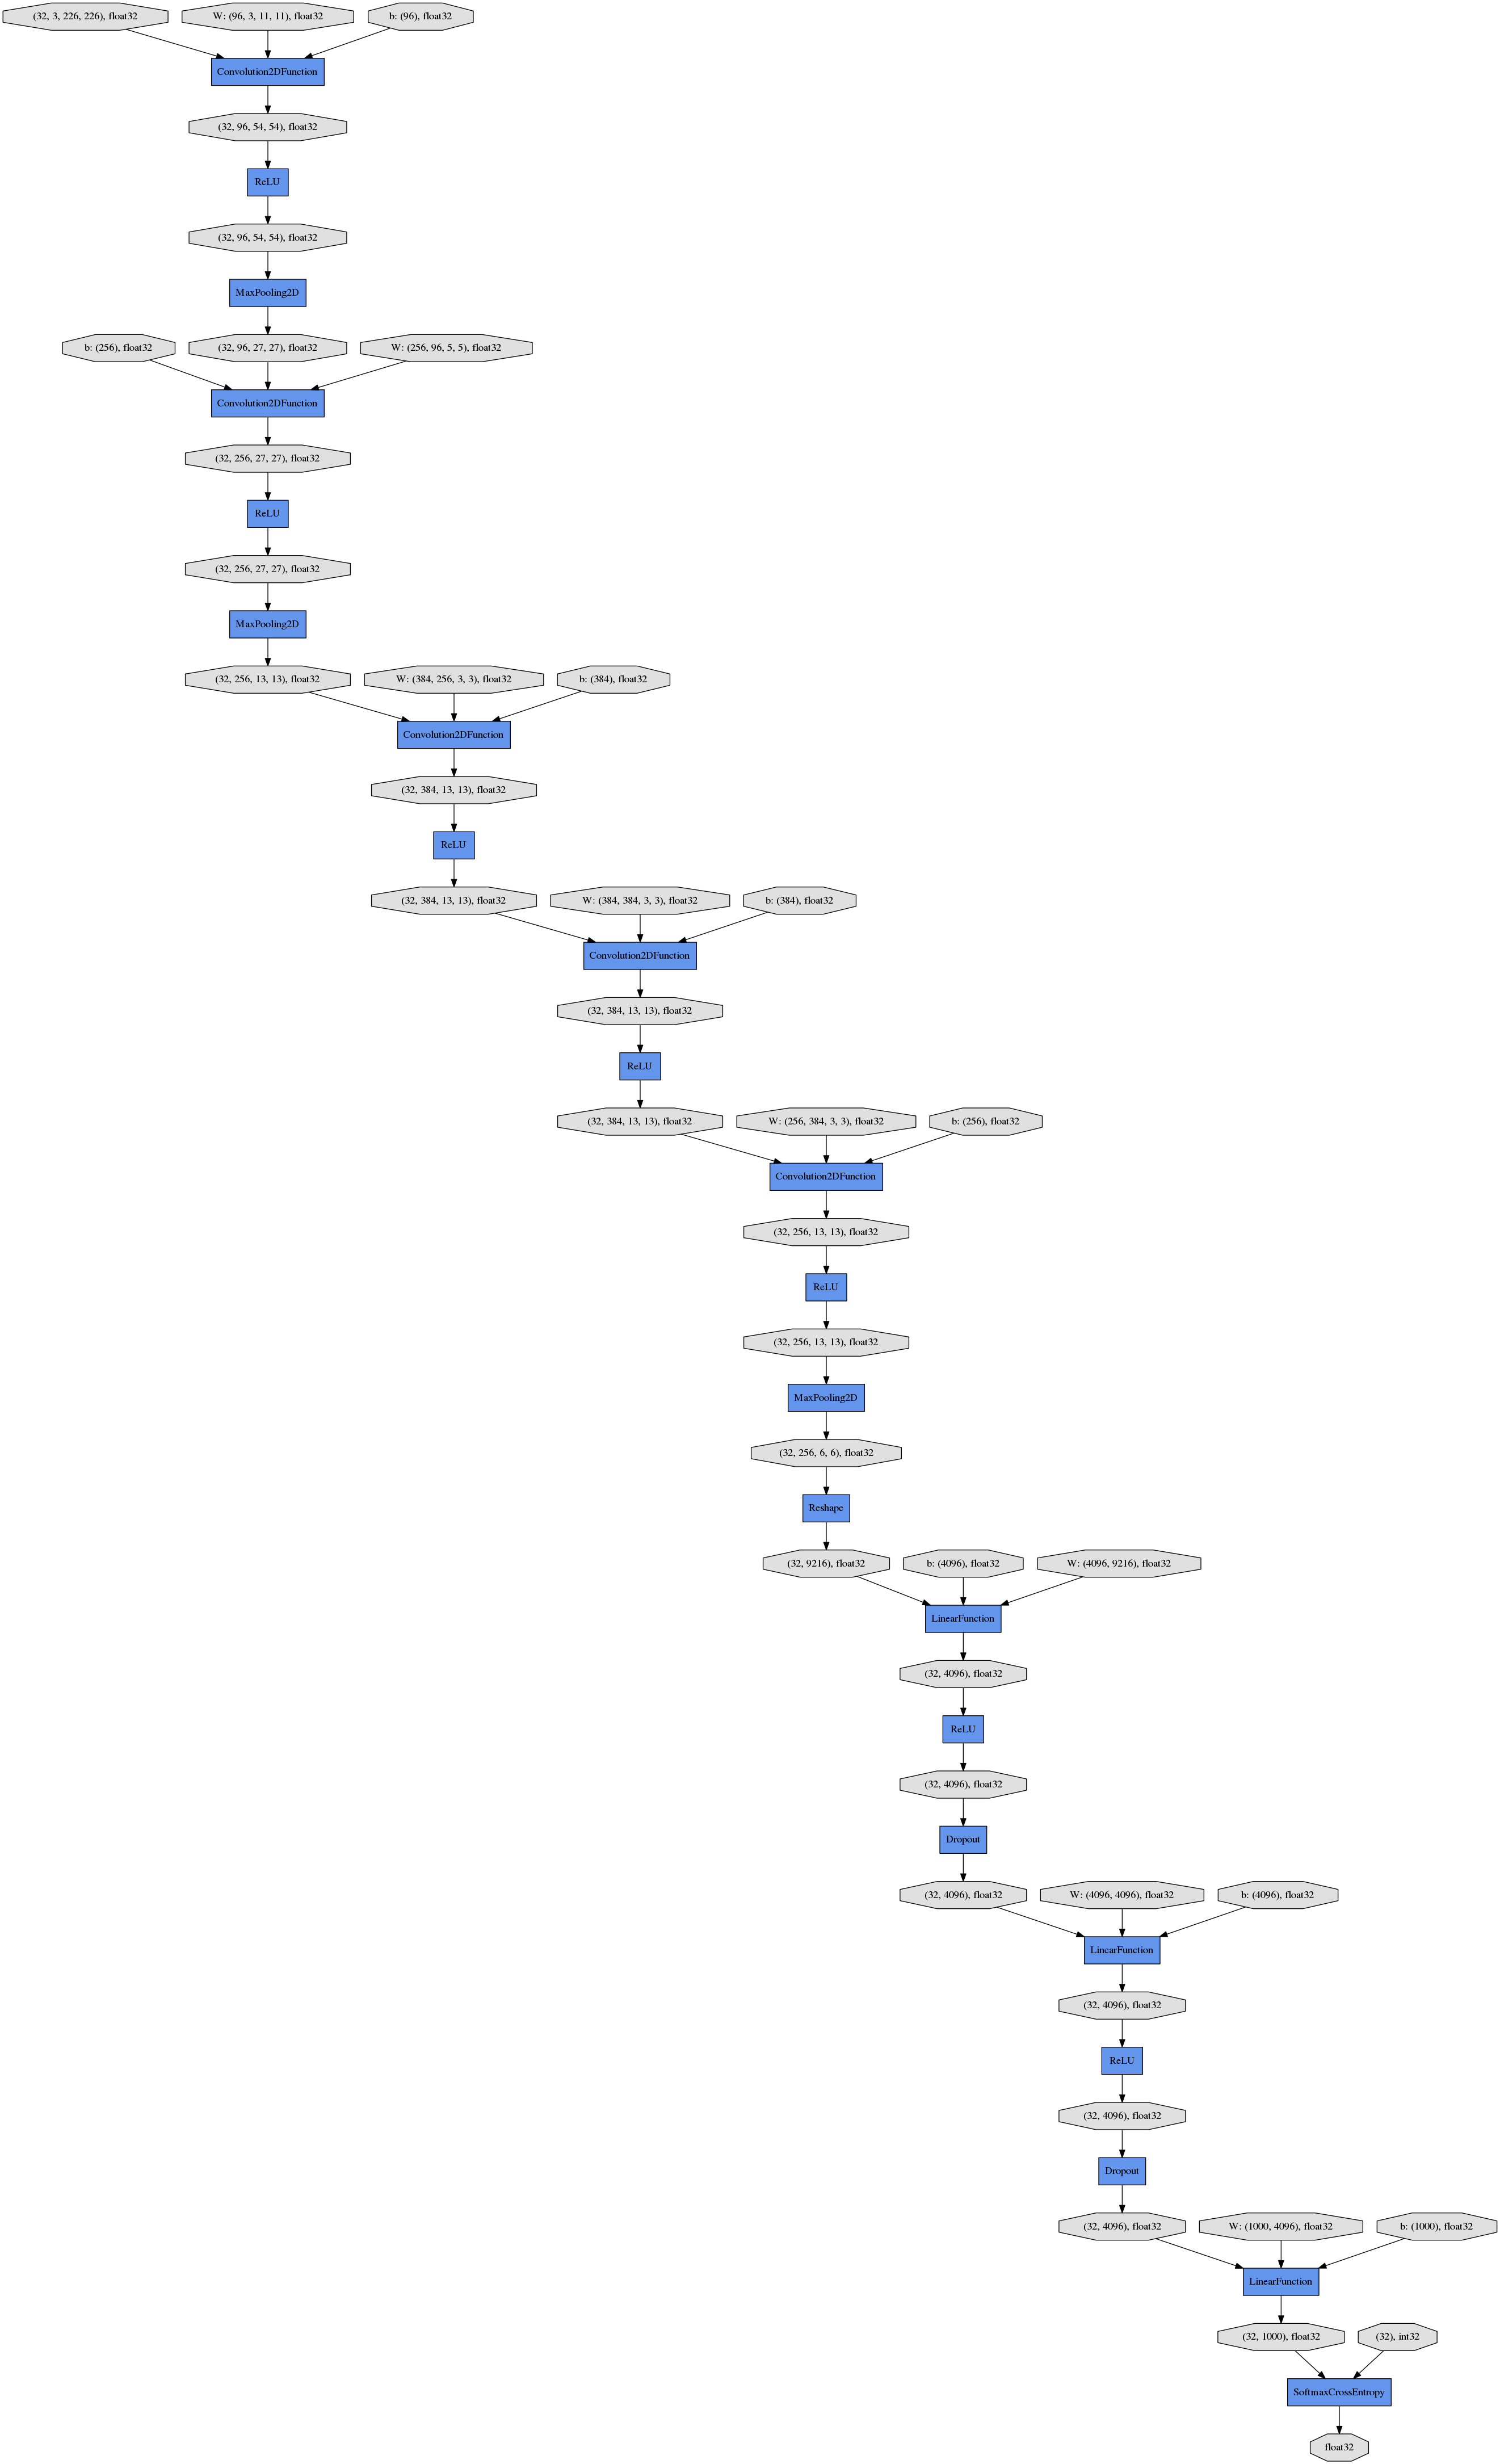 (32, 3, 226, 226), float32
W: (96, 3, 11, 11), float32
b: (96), float32
Convolution2DFunction
(32, 96, 54, 54), float32
ReLU
(32, 96, 54, 54), float32
MaxPooling2D
b: (256), float32
(32, 96, 27, 27), float32
W: (256, 96, 5, 5), float32
Convolution2DFunction
(32, 256, 27, 27), float32
ReLU
(32, 256, 27, 27), float32
MaxPooling2D
(32, 256, 13, 13), float32
W: (384, 256, 3, 3), float32
b: (384), float32
Convolution2DFunction
(32, 384, 13, 13), float32
ReLU
(32, 384, 13, 13), float32
W: (384, 384, 3, 3), float32
b: (384), float32
Convolution2DFunction
(32, 384, 13, 13), float32
ReLU
(32, 384, 13, 13), float32
W: (256, 384, 3, 3), float32
b: (256), float32
Convolution2DFunction
(32, 256, 13, 13), float32
ReLU
(32, 256, 13, 13), float32
MaxPooling2D
(32, 256, 6, 6), float32
Reshape
(32, 9216), float32
b: (4096), float32
W: (4096, 9216), float32
LinearFunction
(32, 4096), float32
ReLU
(32, 4096), float32
Dropout
(32, 4096), float32
W: (4096, 4096), float32
b: (4096), float32
LinearFunction
(32, 4096), float32
ReLU
(32, 4096), float32
Dropout
(32, 4096), float32
W: (1000, 4096), float32
b: (1000), float32
LinearFunction
(32, 1000), float32
(32), int32
SoftmaxCrossEntropy
float32